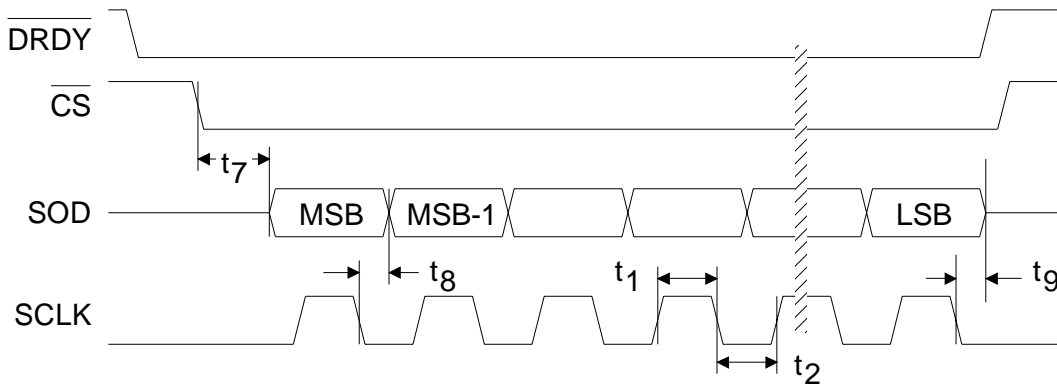 DRDY
CS
t7
SOD MSB MSB-1 LSB
t8 t1 t9
SCLK
t2